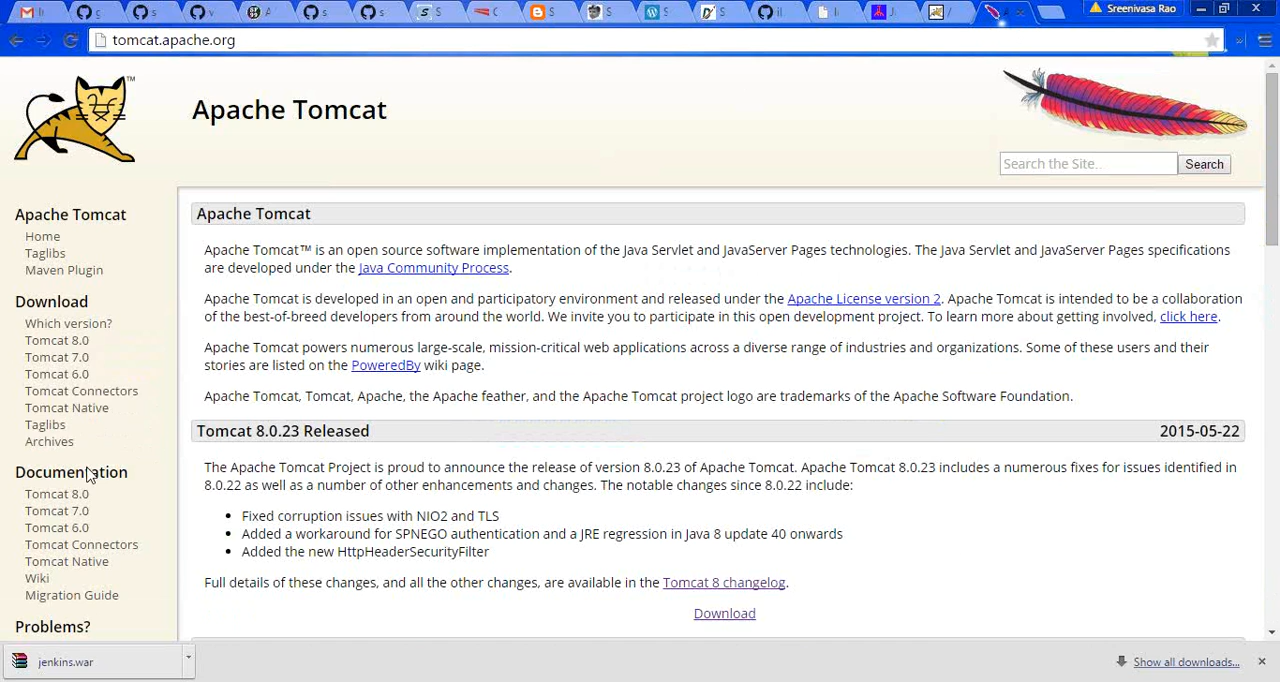 Sreenivasa Rao
tomcat.apache.org
TM
Apache Tomcat
Search the Site..
Search
Apache Tomcat
Home
Taglibs
Maven Plugin
Download
Which version?
Tomcat 8.0
Tomcat 7.0
Tomcat 6.0
Tomcat Connectors
Tomcat Native
Taglibs
Archives
Documentation
Tomcat 8.0
Tomcat 7.0
Tomcat 6.0
Tomcat Connectors
Tomcat Native
Wiki
Migration Guide
Problems?
Apache Tomcat
Apache Tomcat™ is an open source software implementation of the Java Servlet and JavaServer Pages technologies. The Java Servlet and JavaServer Pages specifications
are developed under the Java Community Process.
Apache Tomcat is developed in an open and participatory environment and released under the Apache License version 2. Apache Tomcat is intended to be a collaboration
of the best-of-breed developers from around the world. We invite you to participate in this open development project. To learn more about getting involved, click here.
Apache Tomcat powers numerous large-scale, mission-critical web applications across a diverse range of industries and organizations. Some of these users and their
stories are listed on the PoweredBy wiki page.
Apache Tomcat, Tomcat, Apache, the Apache feather, and the Apache Tomcat project logo are trademarks of the Apache Software Foundation.
Tomcat 8.0.23 Released 2015-05-22
The Apache Tomcat Project is proud to announce the release of version 8.0.23 of Apache Tomcat. Apache Tomcat 8.0.23 includes a numerous fixes for issues identified in
8.0.22 as well as a number of other enhancements and changes. The notable changes since 8.0.22 include:
• Fixed corruption issues with NIO2 and TLS
• Added a workaround for SPNEGO authentication and a JRE regression in Java 8 update 40 onwards
• Added the new HttpHeaderSecurityFilter
Full details of these changes, and all the other changes, are available in the Tomcat 8 changelog.
Download
jenkins.war
Show all downloads...